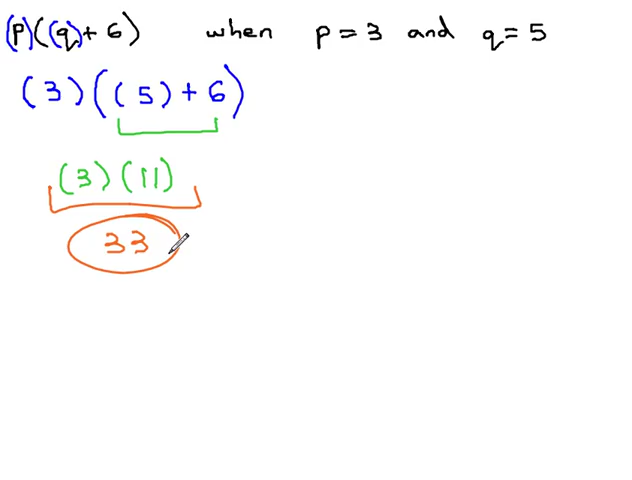 (p)((q)+6) when p=3 and q=5
(3)((5)+6)
(3)(11)
33